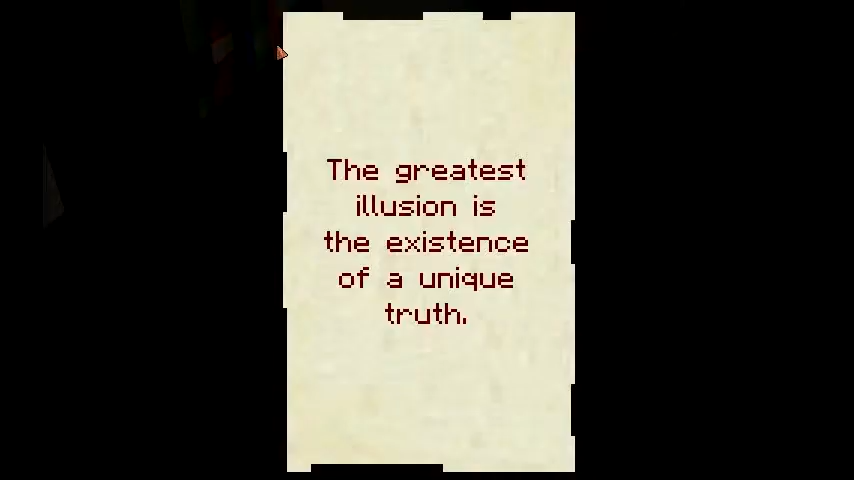 The greatest
illusion is
the existence
of a unique
truth.